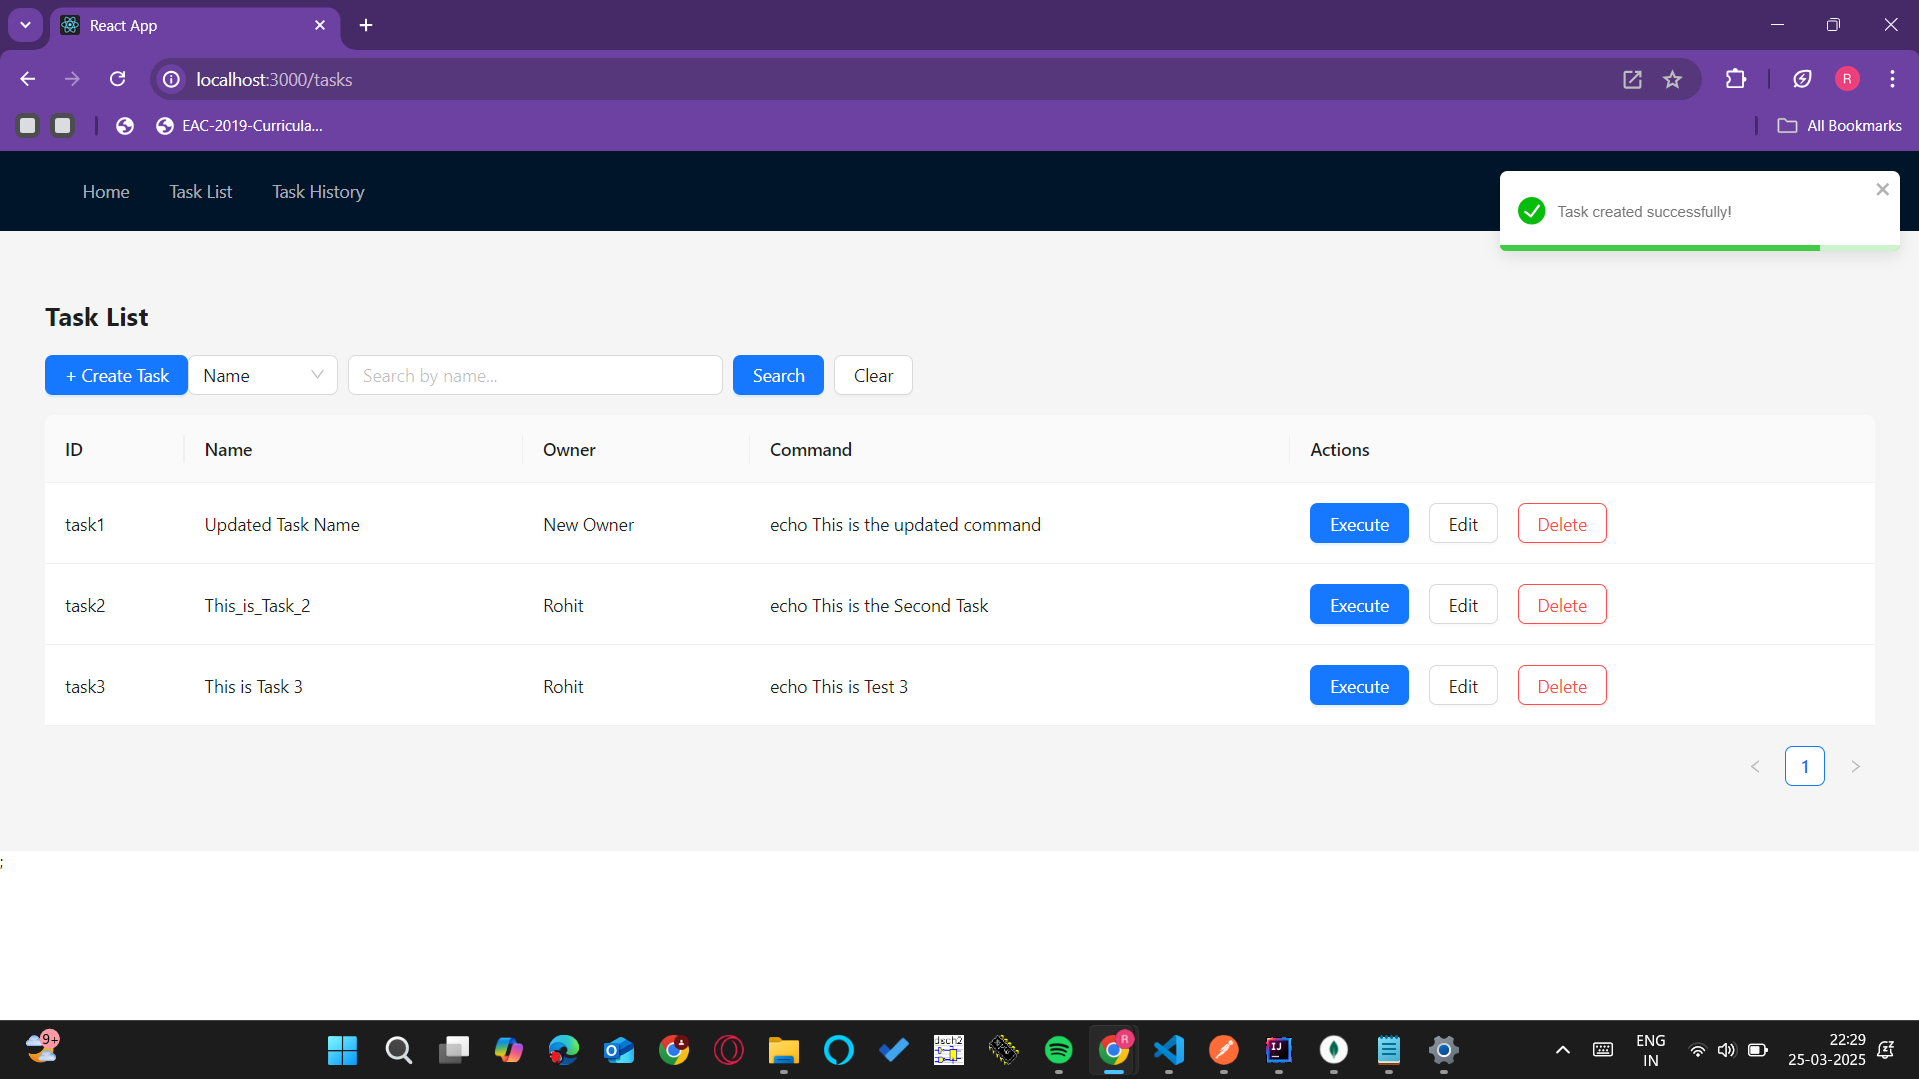 React App
localhost:3000/tasks
R
EAC-2019-Curricula...
All Bookmarks
Home Task List Task History
Task created successfully!
Task List
+ Create Task Name Search by name... Search Clear
ID Name Owner Command Actions
task1 Updated Task Name New Owner echo This is the updated command Execute Edit Delete
task2 This_is_Task_2 Rohit echo This is the Second Task Execute Edit Delete
task3 This is Task 3 Rohit echo This is Test 3 Execute Edit Delete
< 1 >
;
9+
dsch2
R
IJ
ENG
IN
22:29
25-03-2025